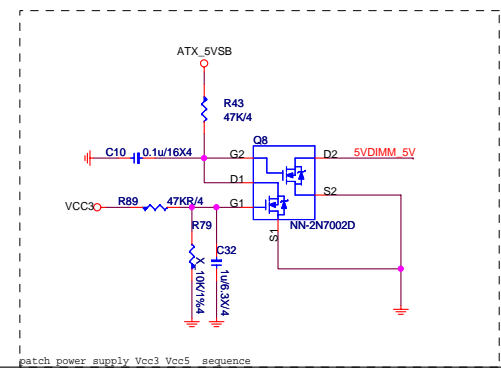 ATX_5VSB
R43
47K/4
Q8
C10 0.1u/16X4
G2
D2
5VDIMM_5V
D1
R89 47KR/4
S2
VCC3
G1
R79
NN-2N7002D
S1
C32
X 10K/1%4
1u/6.3X/4
patch power supply Vcc3 Vcc5 sequence